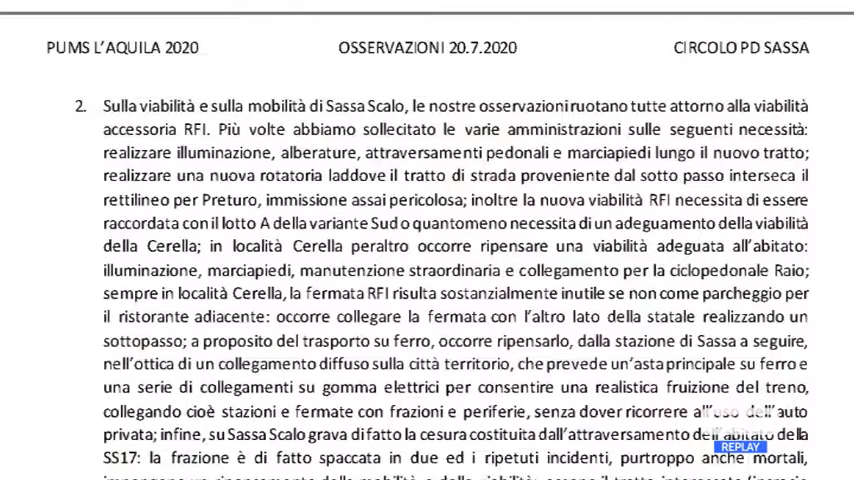 PUMS L'AQUILA 2020 OSSERVAZIONI 20.7.2020 CIRCOLO PD SASSA
2. Sulla viabilità e sulla mobilità di Sassa Scalo, le nostre osservazioni ruotano tutte attorno alla viabilità
accessoria RFI. Più volte abbiamo sollecitato le varie amministrazioni sulle seguenti necessità:
realizzare illuminazione, alberature, attraversamenti pedonali e marciapiedi lungo il nuovo tratto;
realizzare una nuova rotatoria laddove il tratto di strada proveniente dal sotto passo interseca il
rettilineo per Preturo, immissione assai pericolosa; inoltre la nuova viabilità RFI necessita di essere
raccordata con il lotto A della variante Sud o quantomeno necessita di un adeguamento della viabilità
della Cerella; in località Cerella peraltro occorre ripensare una viabilità adeguata all'abitato:
illuminazione, marciapiedi, manutenzione straordinaria e collegamento per la ciclopedonale Raio;
sempre in località Cerella, la fermata RFI risulta sostanzialmente inutile se non come parcheggio per
il ristorante adiacente: occorre collegare la fermata con l'altro lato della statale realizzando un
sottopasso; a proposito del trasporto su ferro, occorre ripensarlo, dalla stazione di Sassa a seguire,
nell'ottica di un collegamento diffuso sulla città territorio, che prevede un'asta principale su ferro e
una serie di collegamenti su gomma elettrici per consentire una realistica fruizione del treno,
collegando cioè stazioni e fermate con frazioni e periferie, senza dover ricorrere all'uso dell'auto
privata; infine, su Sassa Scalo grava di fatto la cesura costituita dall'attraversamento dell'abitato della
REPLAY
SS17: la frazione è di fatto spaccata in due ed i ripetuti incidenti, purtroppo anche mortali,